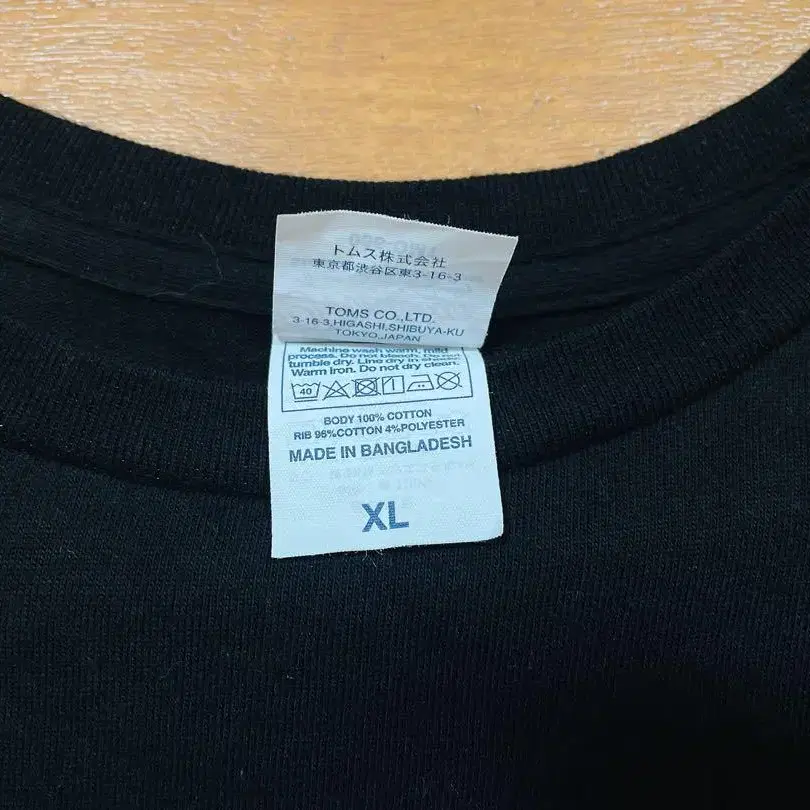 トムス株式会社
東京都渋谷区東3-16-3
TOMS CO.,LTD.
3-16-3,HIGASHI,SHIBUYA-KU
TOKYO,JAPAN
Machine wash warm, mild
process. Do not bleach. Do not
tumble dry. Line dry in shade.
Warm iron. Do not dry clean.
40
BODY 100% COTTON
RIB 96%COTTON 4%POLYESTER
MADE IN BANGLADESH
XL